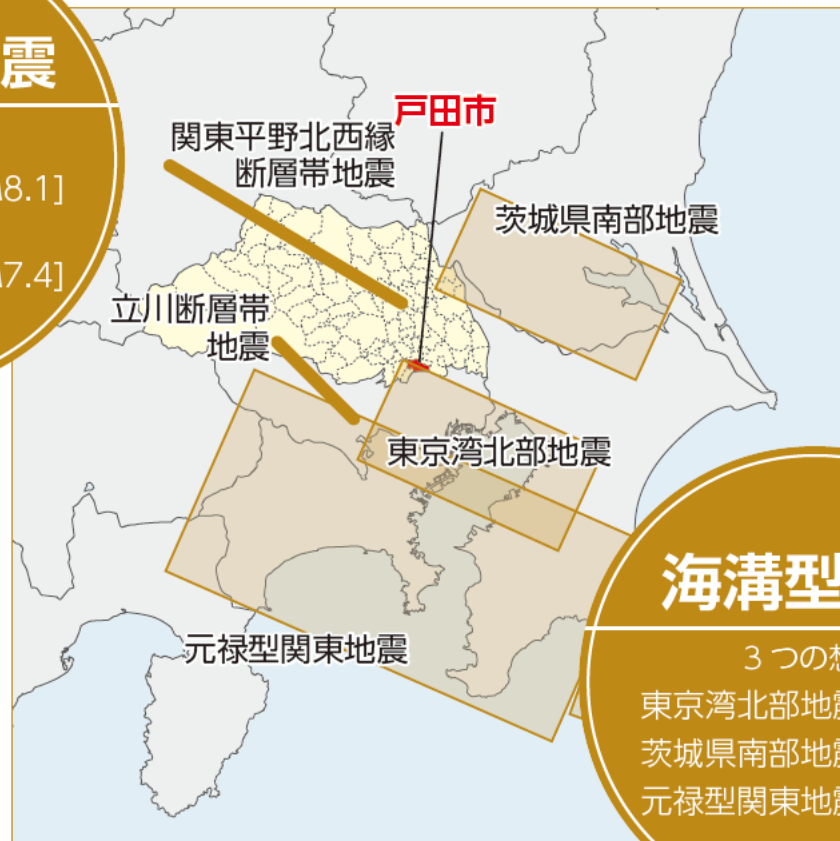 震
8.1]
7.4]
戸田市
関東平野北西縁
断層帯地震
茨城県南部地震
立川断層帯
地震
東京湾北部地震
元禄型関東地震
海溝型
3つの想
東京湾北部地震
茨城県南部地震
元禄型関東地震